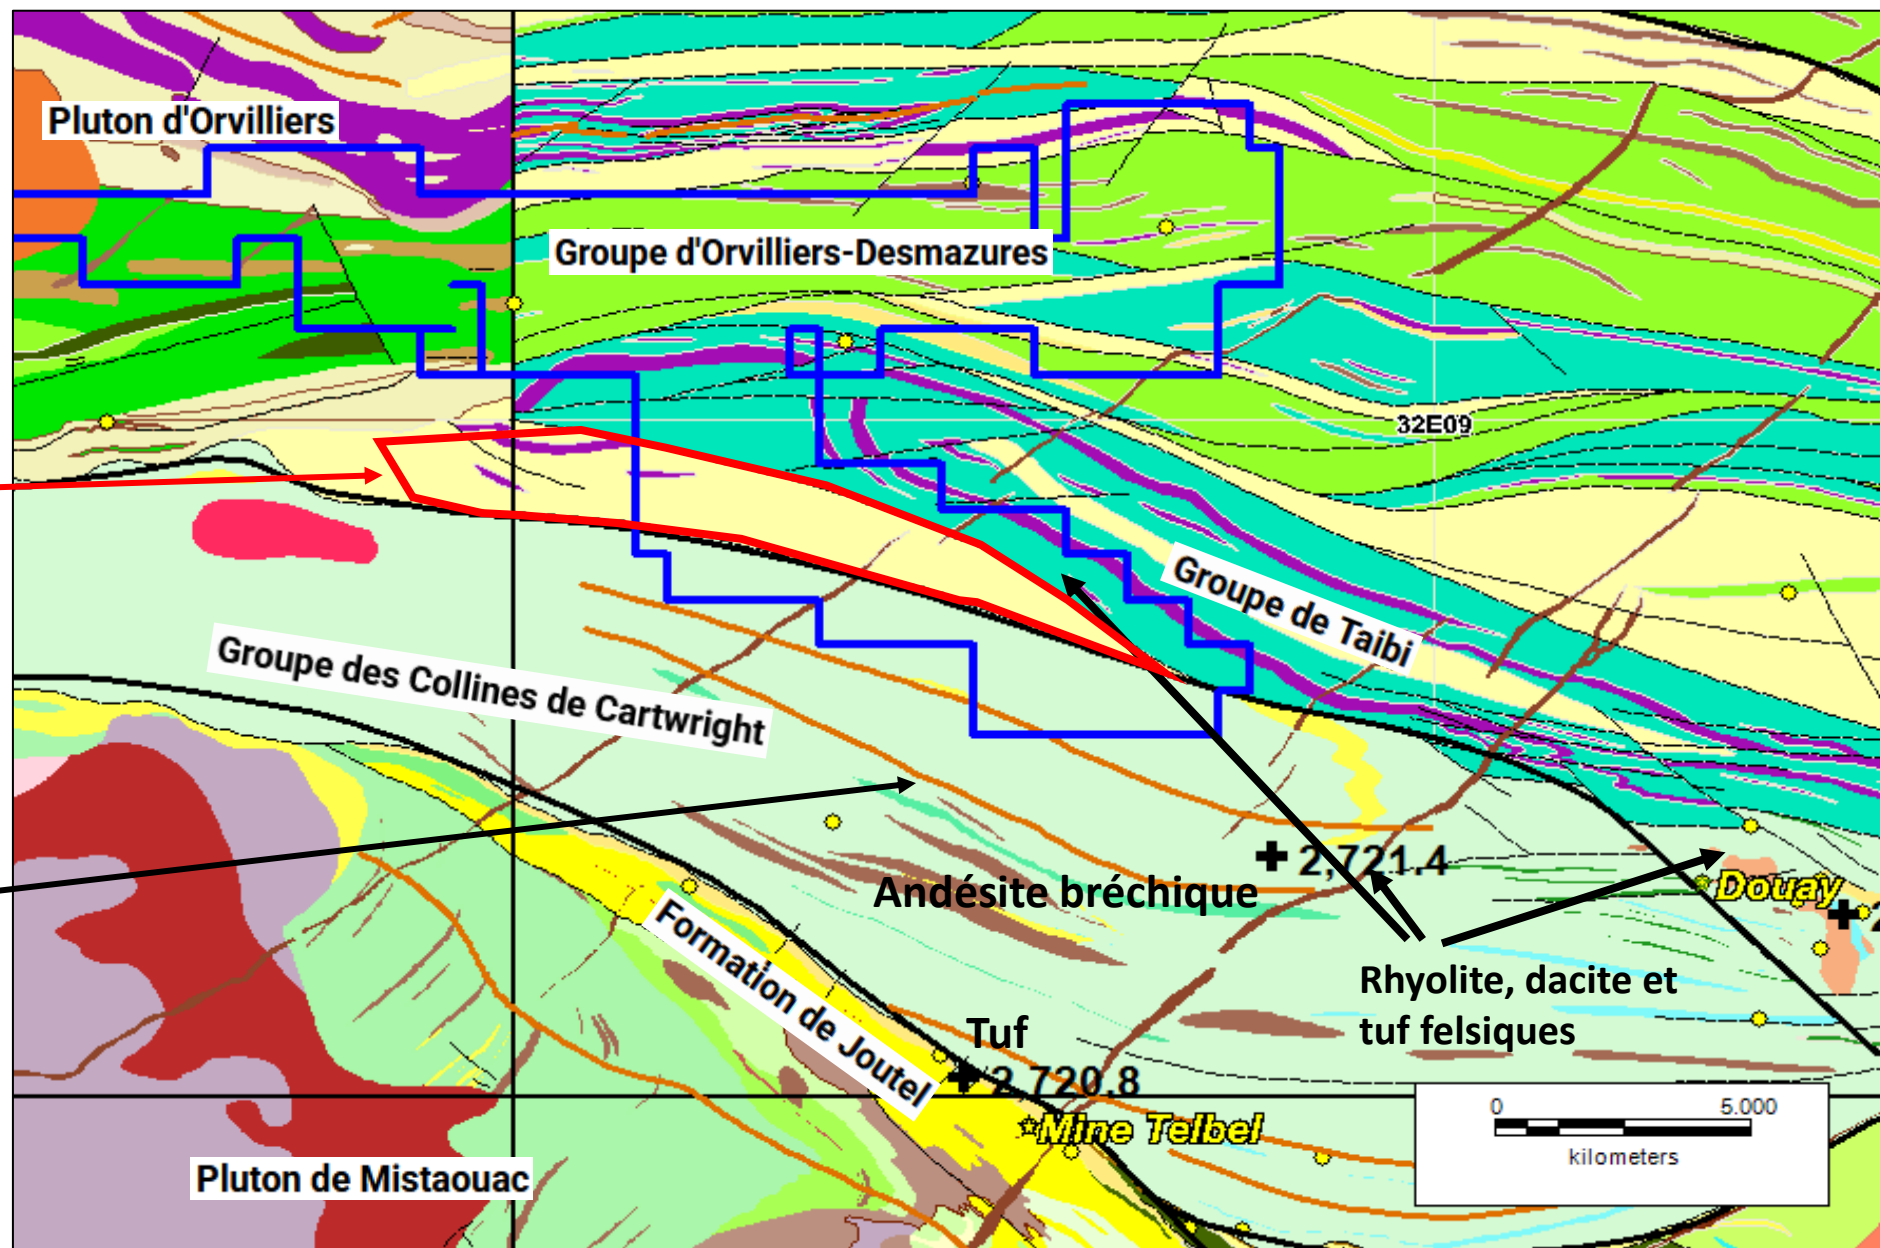 Pluton d'Orvilliers
Groupe d'Orvilliers-Desmazures
32E09
Groupe de Taibi
Groupe des Collines de Cartwright
2,721.4
Andésite bréchique
Douay
Formation de Joutel
Rhyolite, dacite et
tuf felsiques
Tuf
2,720.8
Mine Telbel
0 5.000
kilometers
Pluton de Mistaouac